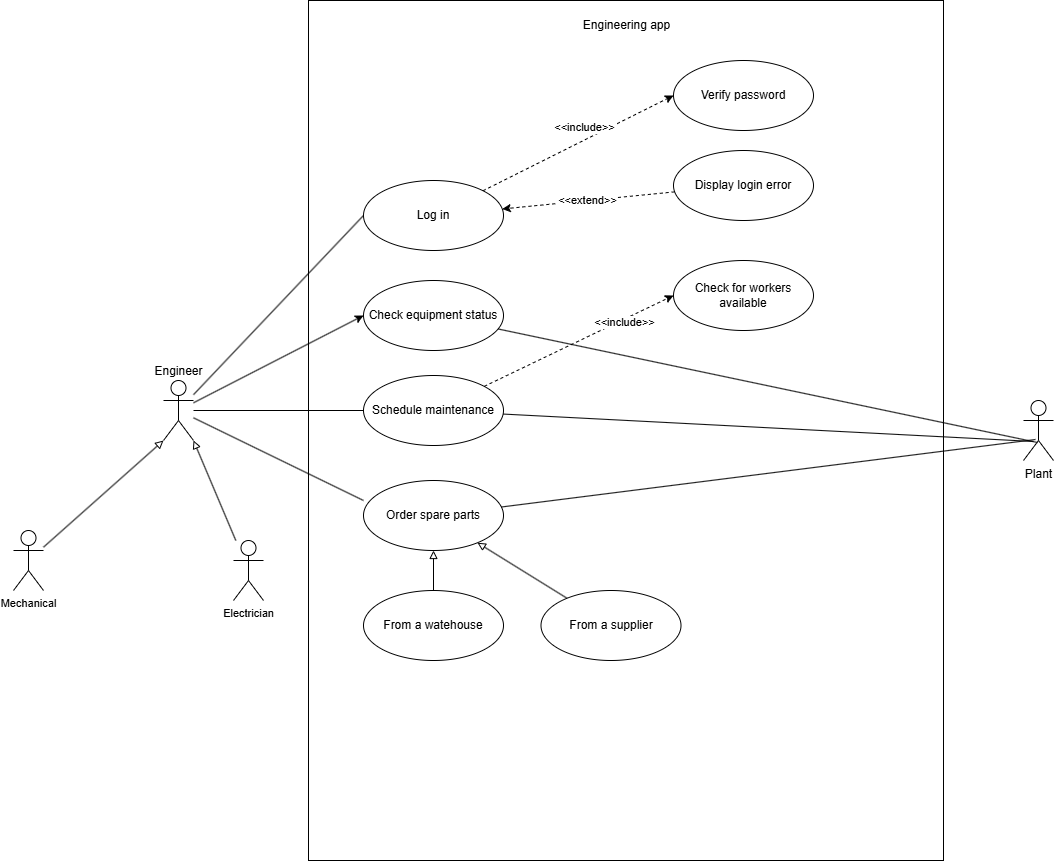 Engineering app
Verify password
<<include>>
Display login error
<<extend>>
Log in
Check for workers
available
Check equipment status
<<include>>
Engineer
Schedule maintenance
Plant
Order spare parts
Mechanical
Electrician
From a watehouse
From a supplier